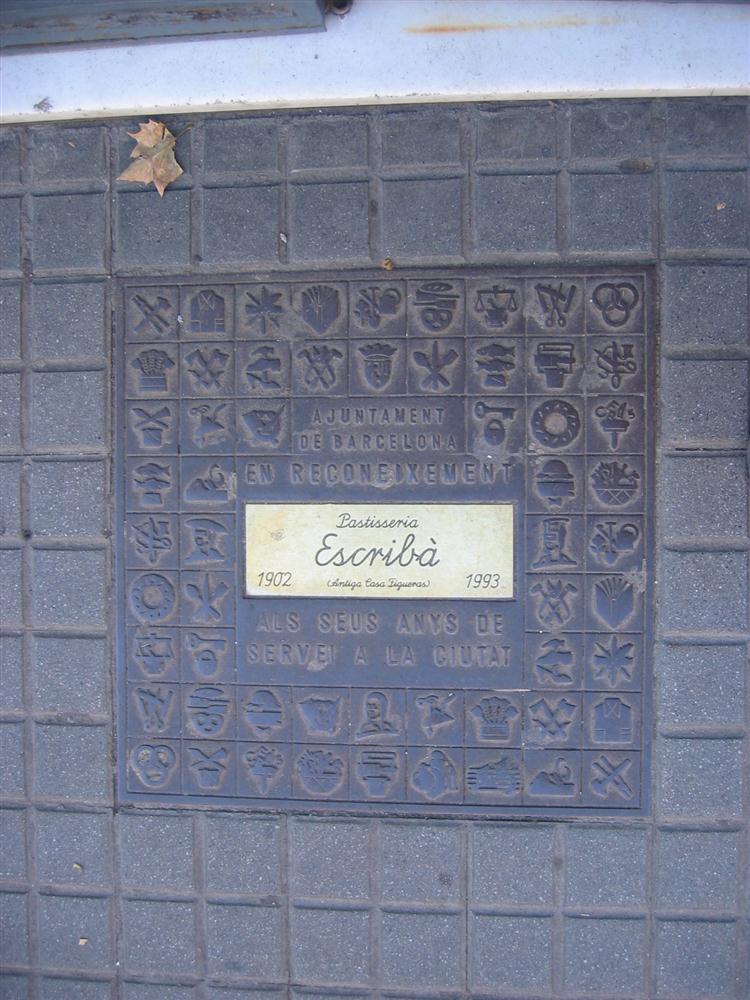 AJUNTAMENT
DE BARCELONA
EN RECONEIXEMENT
Pastisseria
Escribà
1902 (Antiga Casa Figueras) 1993
ALS SEUS ANYS DE
SERVEI A LA CIUTAT